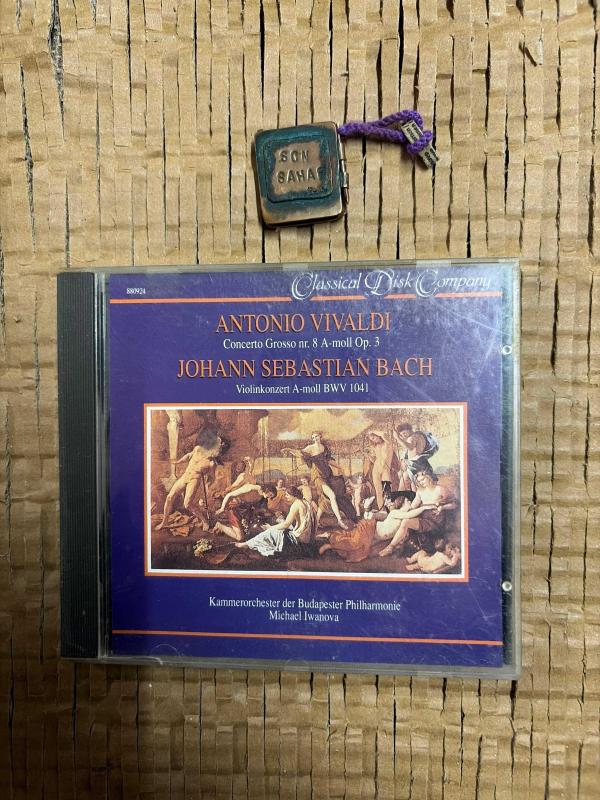 SON
SAHAF
880924
Classical Disk Company
ANTONIO VIVALDI
Concerto Grosso nr. 8 A-moll Op. 3
JOHANN SEBASTIAN BACH
Violinkonzert A-moll BWV 1041
Kammerorchester der Budapester Philharmonie
Michael Iwanova